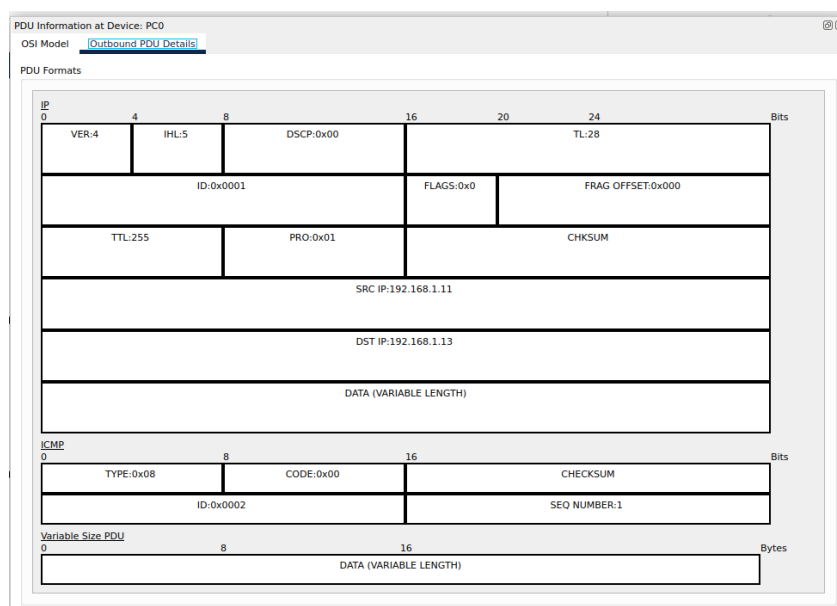 PDU Information at Device: PC0
OSI Model Outbound PDU Details
PDU Formats
IP
0 4 8 16 20 24 Bits
VER:4 IHL:5 DSCP:0x00 TL:28
ID:0x0001 FLAGS:0x0 FRAG OFFSET:0x000
TTL:255 PRO:0x01 CHKSUM
SRC IP:192.168.1.11
DST IP:192.168.1.13
DATA (VARIABLE LENGTH)
ICMP
0 8 16 Bits
TYPE:0x08 CODE:0x00 CHECKSUM
ID:0x0002 SEQ NUMBER:1
Variable Size PDU
0 8 16 Bytes
DATA (VARIABLE LENGTH)